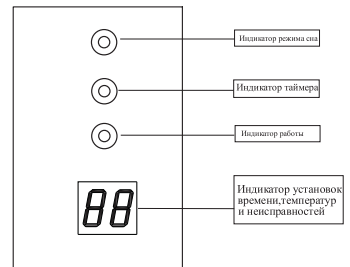 Индикатор режима сна
Индикатор таймера
Индикатор работы
88
Индикатор установок
времени,температур
и неисправностей